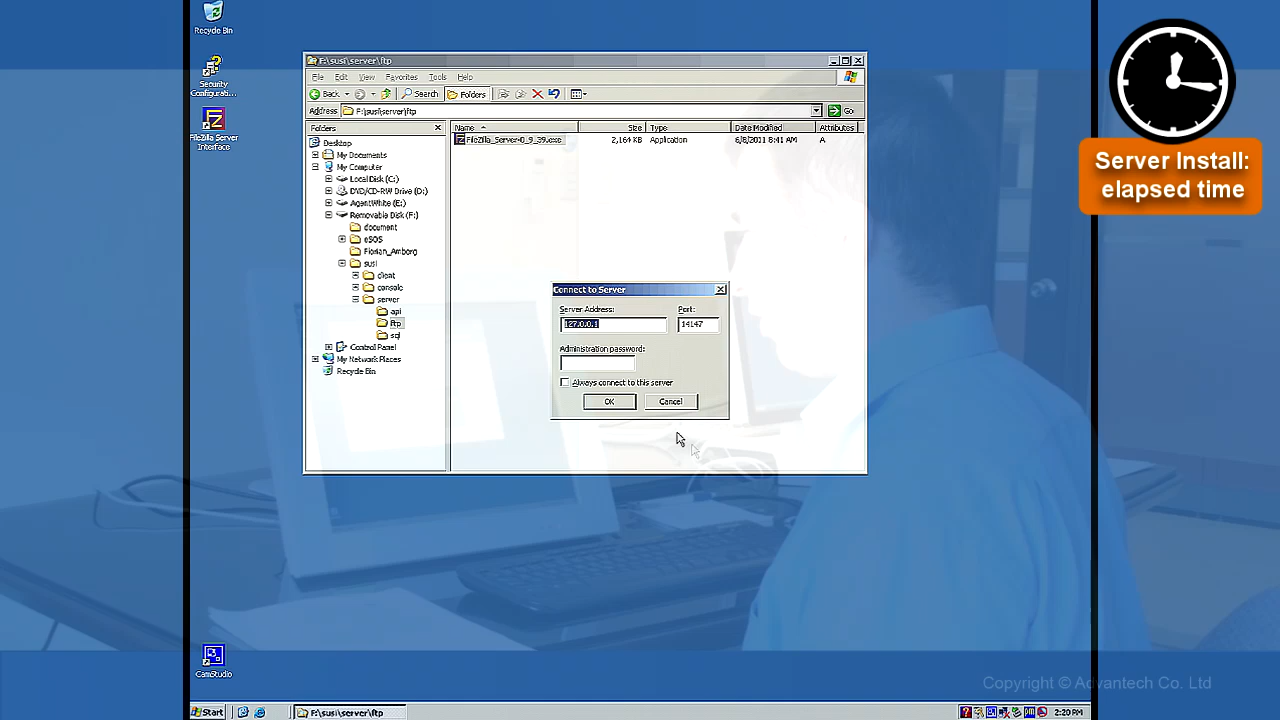 Recycle Bin
Security
Configurati...
FileZilla Server
Interface
F:\susi\server\ftp
File Edit View Favorites Tools Help
Back Search Folders
Address F:\susi\server\ftp Go
Folders
Name Size Type Date Modified Attributes
FileZilla_Server-0_9_39.exe 2,164 KB Application 6/8/2011 8:41 AM A
Desktop
My Documents
My Computer
Local Disk (C:)
DVD/CD-RW Drive (D:)
AgentWhite (E:)
Removable Disk (F:)
document
eSOS
Florian_Amborg
susi
client
console
server
api
ftp
sql
Control Panel
My Network Places
Recycle Bin
Connect to Server
Server Address: Port:
127.0.0.1 14147
Administration password:
Always connect to this server
OK Cancel
Server Install:
elapsed time
CamStudio
Copyright © Advantech Co. Ltd
Start F:\susi\server\ftp 2:20 PM